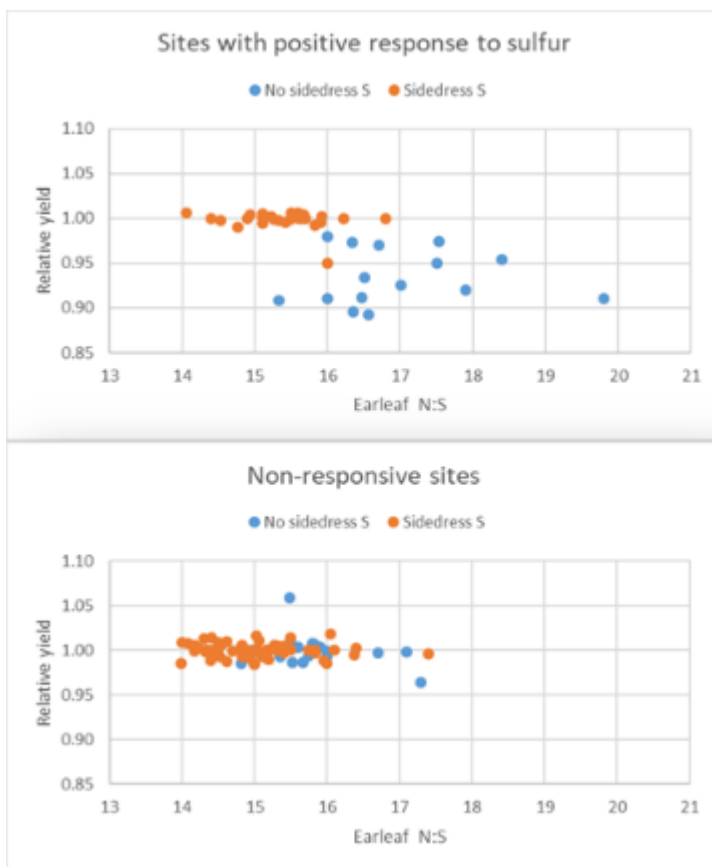 Sites with positive response to sulfur
No sidedress S Sidedress S
1.10
1.05
1.00
0.95
0.90
0.85
Relative yield
13 14 15 16 17 18 19 20 21
Earleaf N:S
Non-responsive sites
No sidedress S Sidedress S
1.10
1.05
1.00
0.95
0.90
0.85
Relative yield
13 14 15 16 17 18 19 20 21
Earleaf N:S